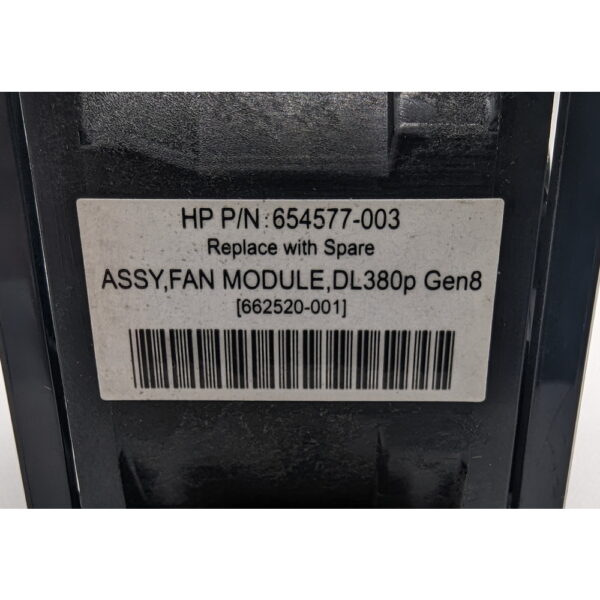 HP P/N:654577-003
Replace with Spare
ASSY,FAN MODULE,DL380p Gen8
[662520-001]